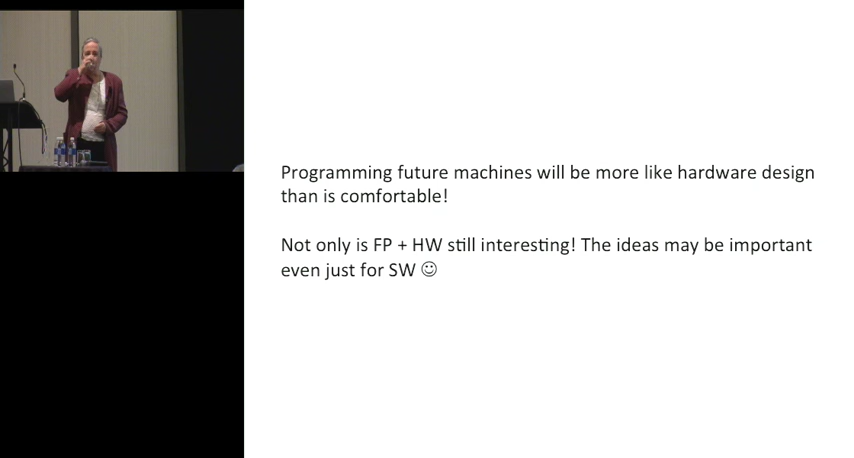 Programming future machines will be more like hardware design
than is comfortable!
Not only is FP + HW still interesting! The ideas may be important
even just for SW ☺